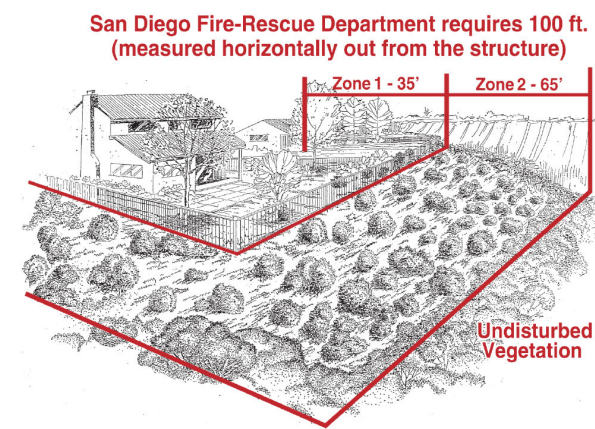 San Diego Fire-Rescue Department requires 100 ft.
(measured horizontally out from the structure)
Zone 1 - 35'
Zone 2 - 65'
Undisturbed
Vegetation